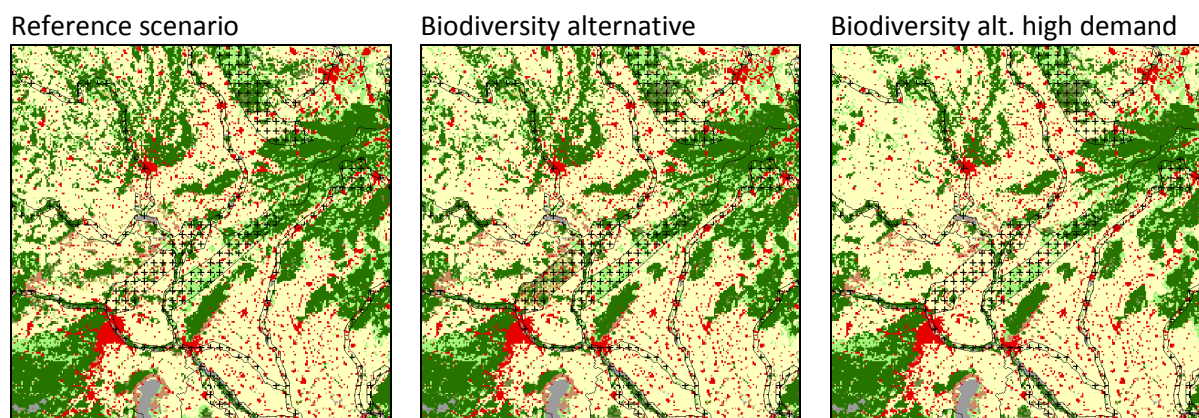 Reference scenario
Biodiversity alternative
Biodiversity alt. high demand